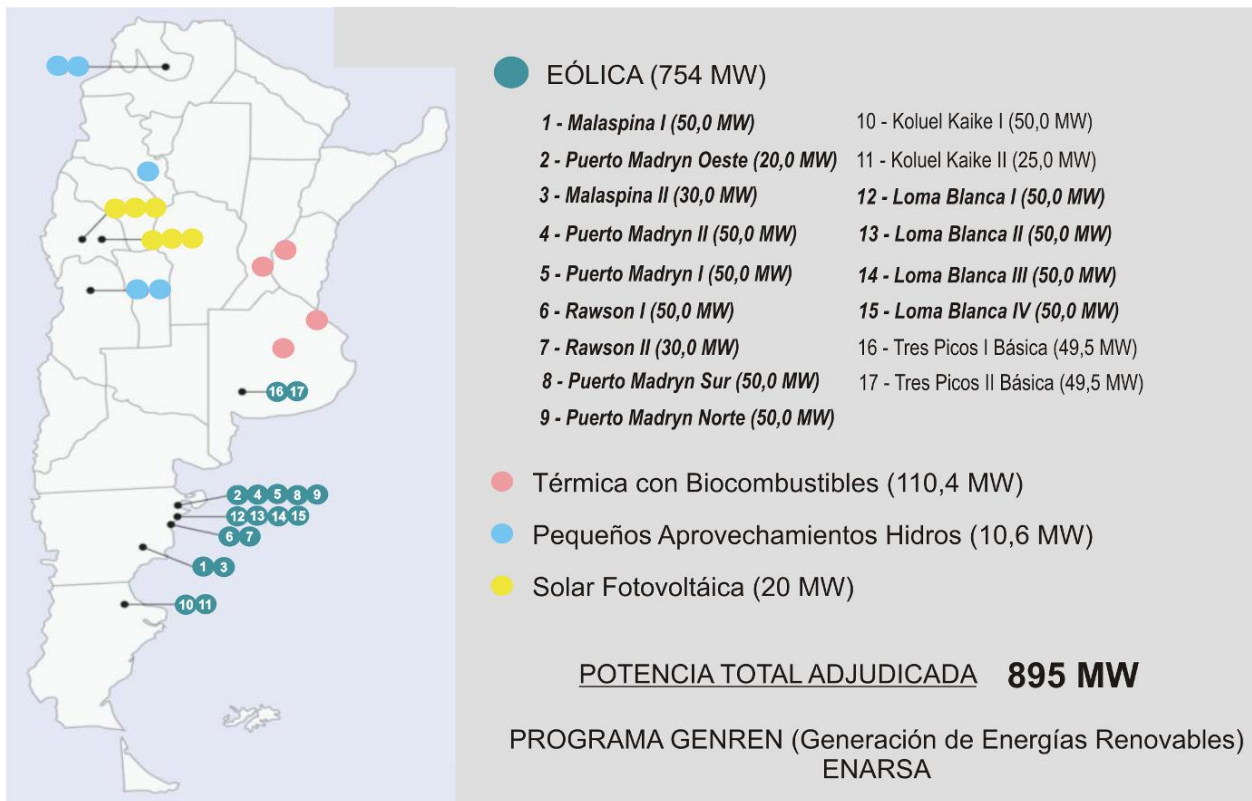 EÓLICA (754 MW)
1 - Malaspina I (50,0 MW)
2 - Puerto Madryn Oeste (20,0 MW)
3 - Malaspina II (30,0 MW)
4 - Puerto Madryn II (50,0 MW)
5 - Puerto Madryn I (50,0 MW)
6 - Rawson I (50,0 MW)
7 - Rawson II (30,0 MW)
8 - Puerto Madryn Sur (50,0 MW)
9 - Puerto Madryn Norte (50,0 MW)
10 - Koluel Kaike I (50,0 MW)
11 - Koluel Kaike II (25,0 MW)
12 - Loma Blanca I (50,0 MW)
13 - Loma Blanca II (50,0 MW)
14 - Loma Blanca III (50,0 MW)
15 - Loma Blanca IV (50,0 MW)
16 - Tres Picos I Básica (49,5 MW)
17 - Tres Picos II Básica (49,5 MW)
16 17
2 4 5 8 9
12 13 14 15
6 7
1 3
10 11
Térmica con Biocombustibles (110,4 MW)
Pequeños Aprovechamientos Hidros (10,6 MW)
Solar Fotovoltáica (20 MW)
POTENCIA TOTAL ADJUDICADA 895 MW
PROGRAMA GENREN (Generación de Energías Renovables)
ENARSA